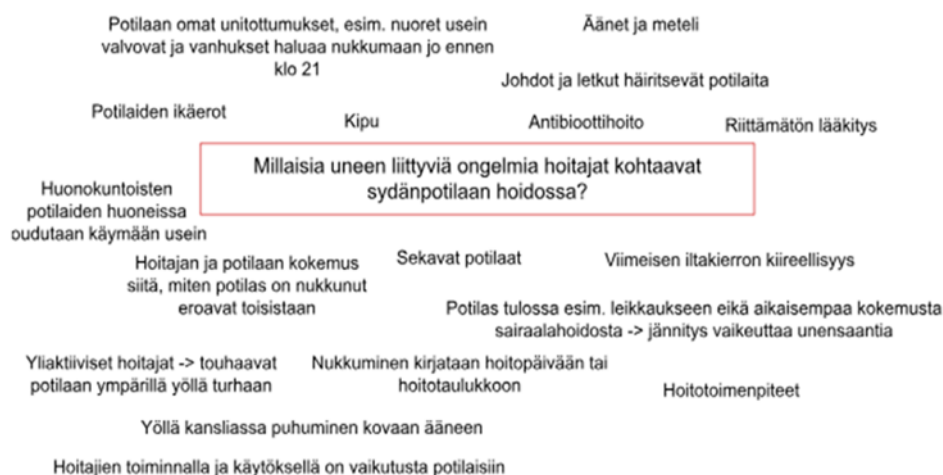 Potilaan omat unitottumukset, esim. nuoret usein
valvovat ja vanhukset haluaa nukkumaan jo ennen
klo 21
Äänet ja meteli
Johdot ja letkut häiritsevät potilaita
Potilaiden ikäerot
Kipu
Antibioottihoito
Riittämätön lääkitys
Millaisia uneen liittyviä ongelmia hoitajat kohtaavat
sydänpotilaan hoidossa?
Huonokuntoisten
potilaiden huoneissa
oudutaan käymään usein
Hoitajan ja potilaan kokemus
siitä, miten potilas on nukkunut
eroavat toisistaan
Sekavat potilaat
Viimeisen iltakierron kiireellisyys
Potilas tulossa esim. leikkaukseen eikä aikaisempaa kokemusta
sairaalahoidosta -> jännitys vaikeuttaa unensaantia
Yliaktiiviset hoitajat -> touhaavat
potilaan ympärillä yöllä turhaan
Nukkuminen kirjataan hoitopäivään tai
hoitotaulukkoon
Hoitotoimenpiteet
Yöllä kansliassa puhuminen kovaan ääneen
Hoitajien toiminnalla ja käytöksellä on vaikutusta potilaisiin